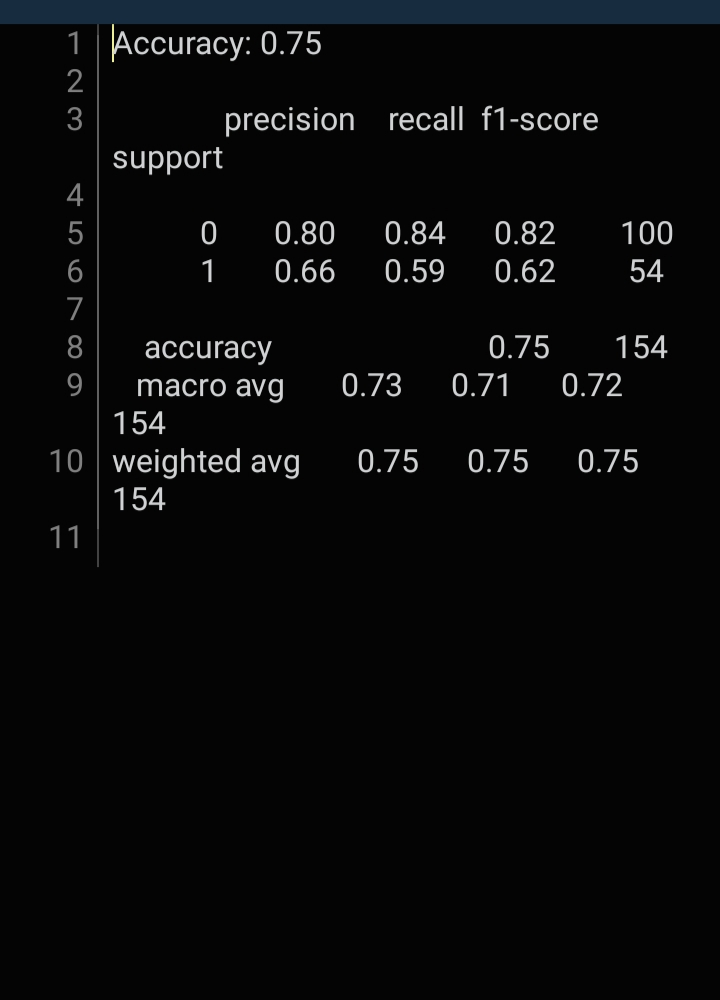 1 Accuracy: 0.75
2
3 precision recall f1-score
support
4
5 0 0.80 0.84 0.82 100
6 1 0.66 0.59 0.62 54
7
8 accuracy 0.75 154
9 macro avg 0.73 0.71 0.72
154
10 weighted avg 0.75 0.75 0.75
154
11